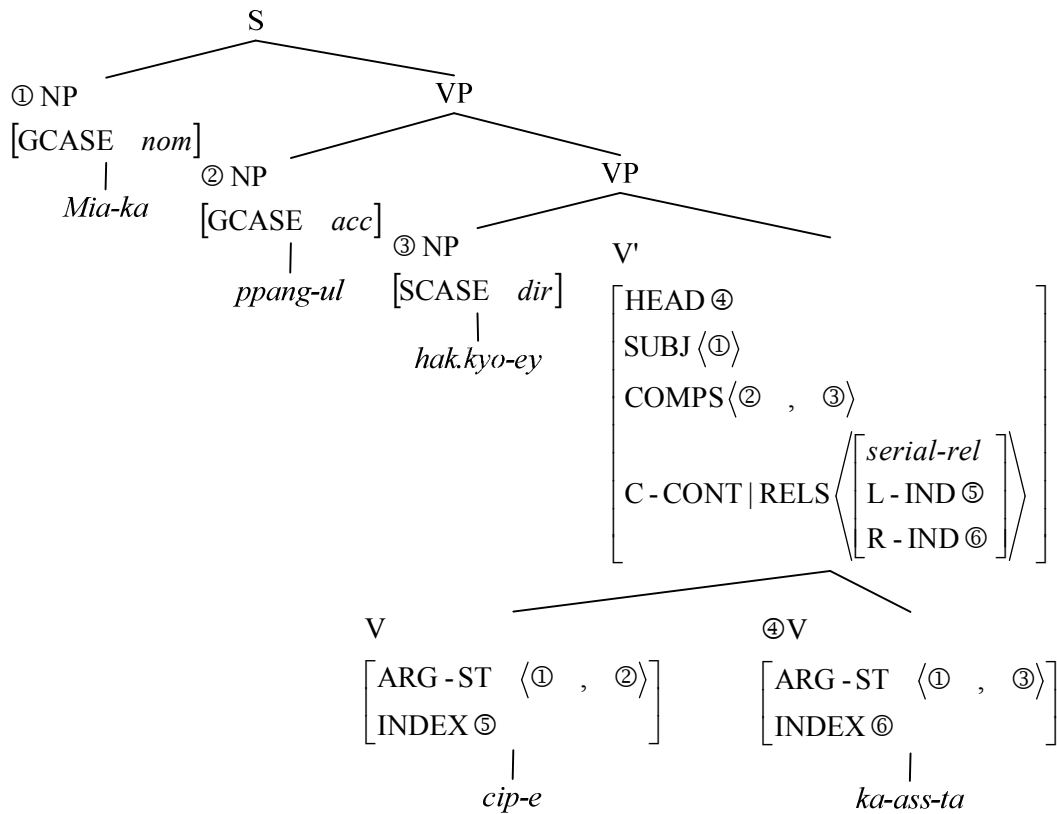 S
① NP
[GCASE nom]
Mia-ka
VP
② NP
[GCASE acc]
ppang-ul
VP
③ NP
[SCASE dir]
hak.kyo-ey
V'
HEAD ④
SUBJ ⟨①⟩
COMPS ⟨② , ③⟩
C - CONT | RELS ⟨[serial-rel
L - IND ⑤
R - IND ⑥]⟩
V
[ARG - ST ⟨① , ②⟩
INDEX ⑤]
cip-e
④V
[ARG - ST ⟨① , ③⟩
INDEX ⑥]
ka-ass-ta